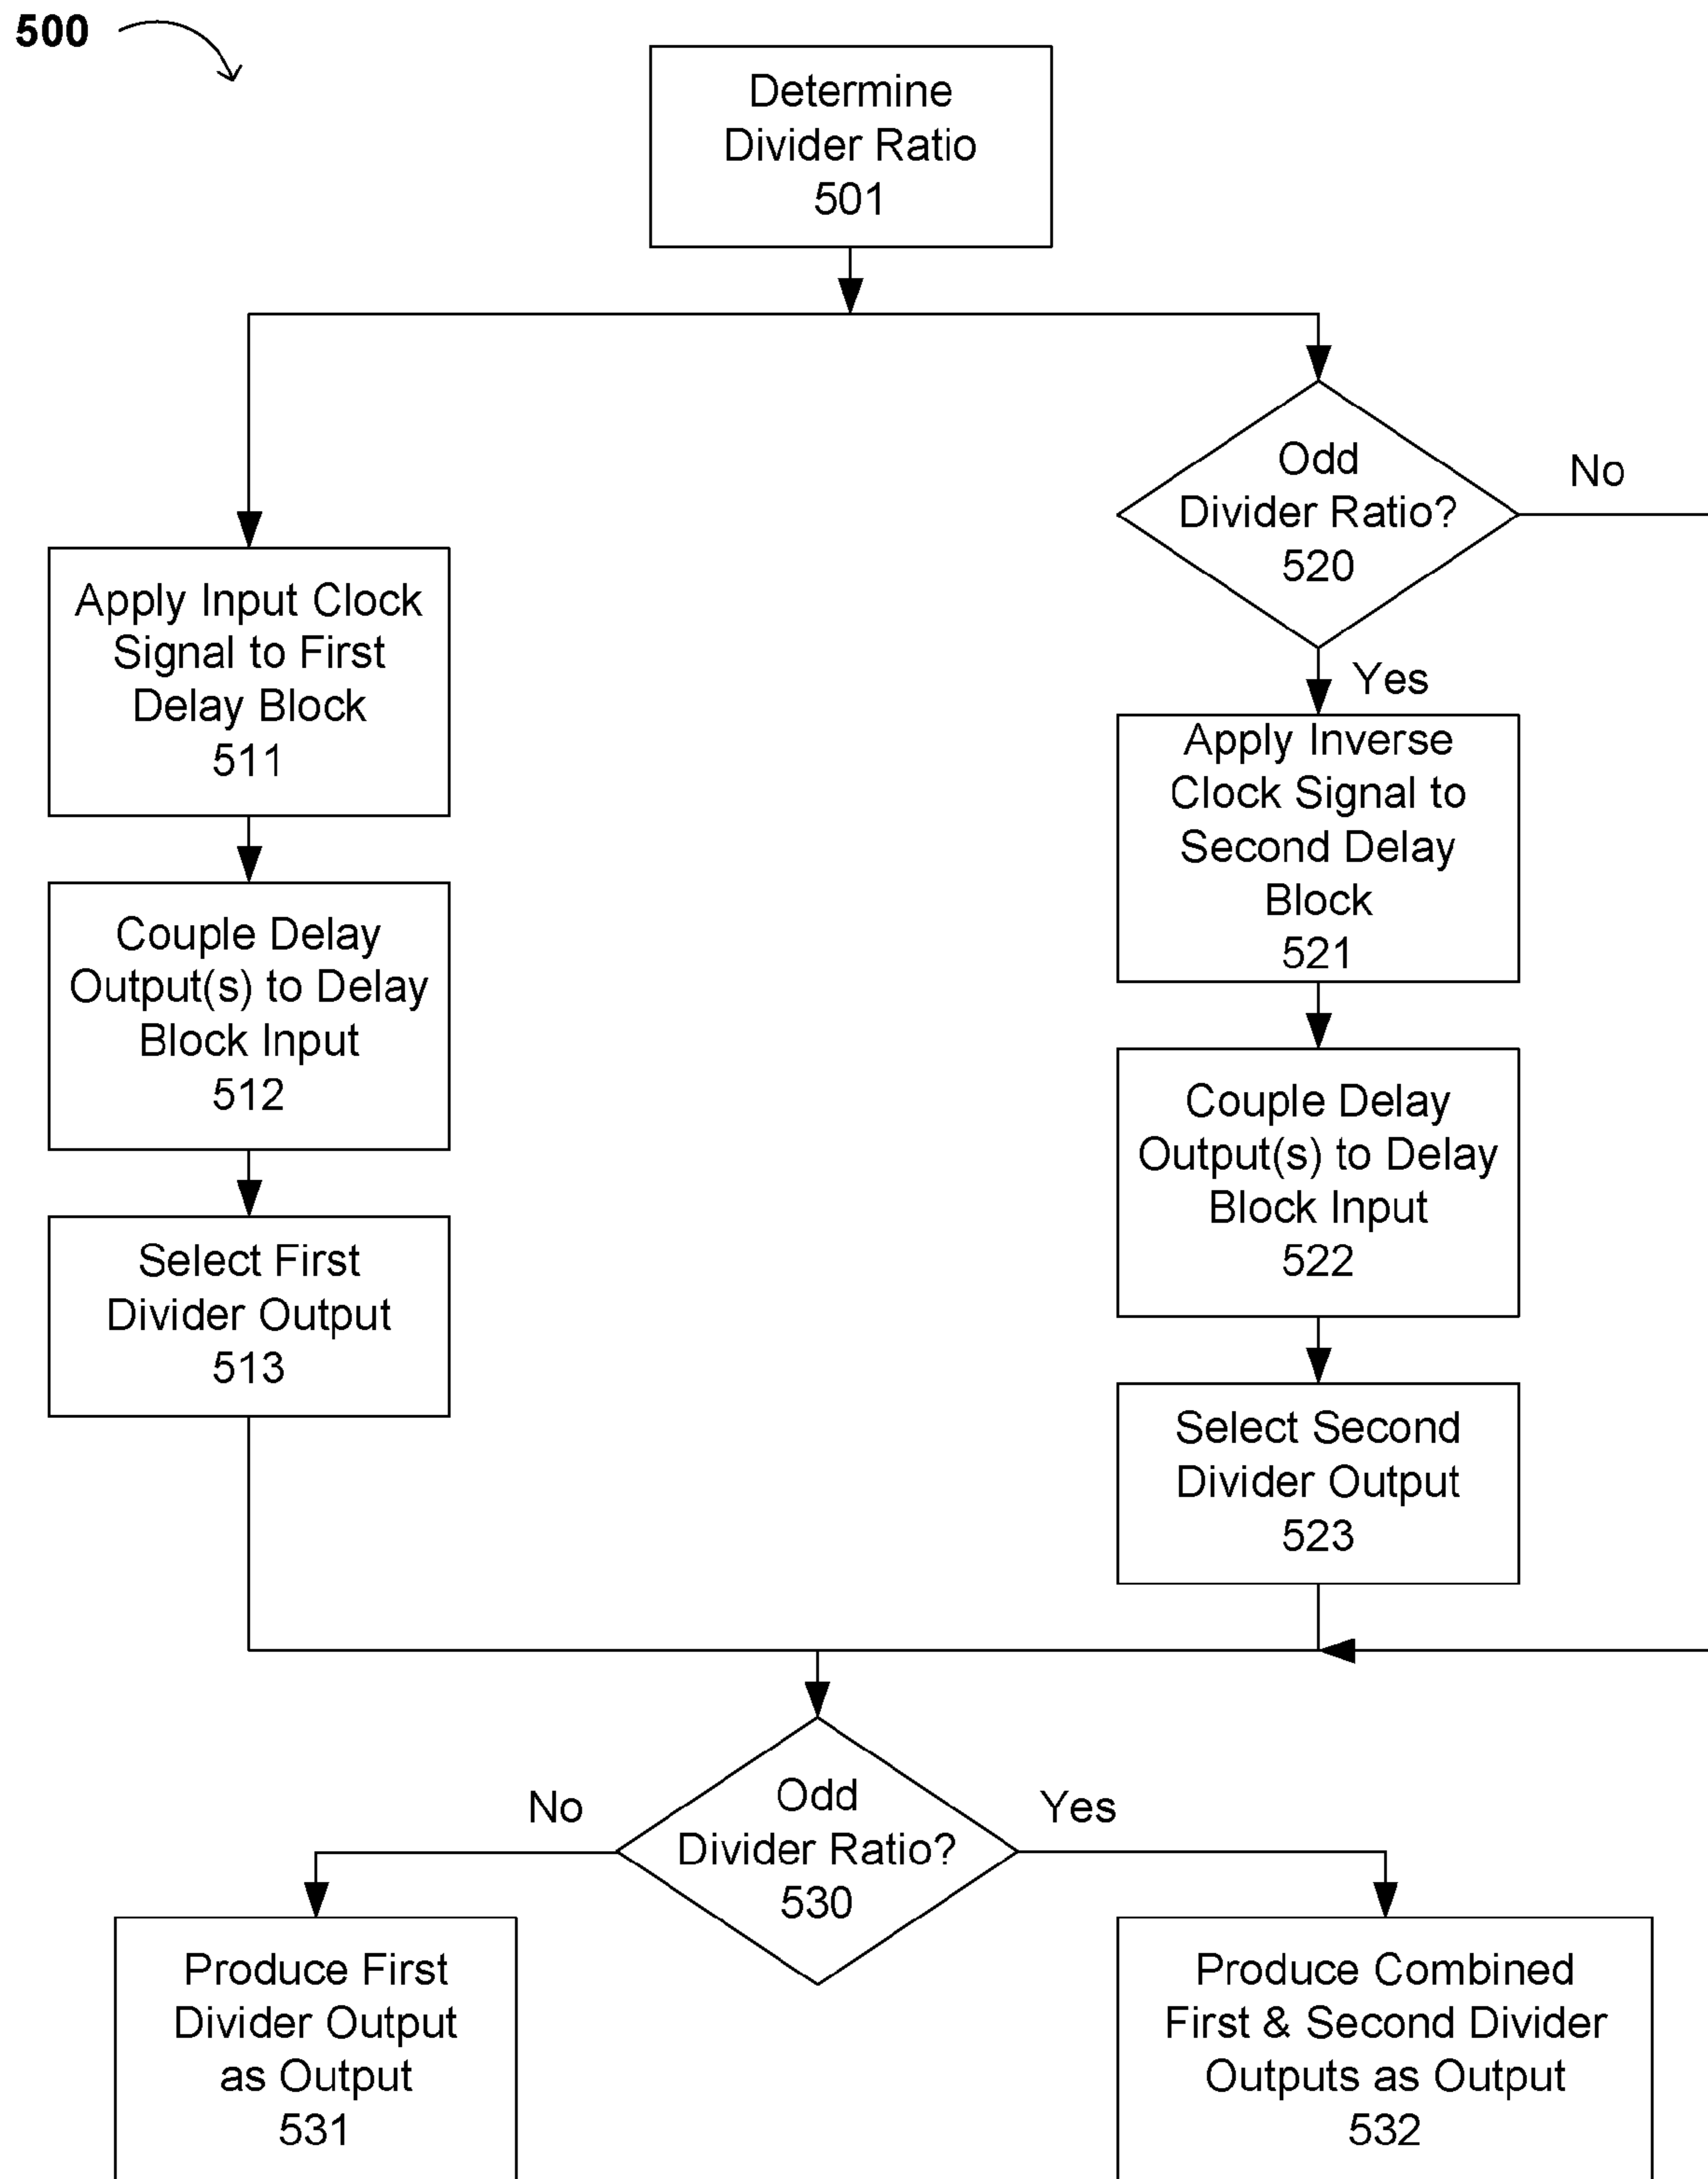 500
Determine
Divider Ratio
501
Odd
Divider Ratio?
520
No
Yes
Apply Input Clock
Signal to First
Delay Block
511
Apply Inverse
Clock Signal to
Second Delay
Block
521
Couple Delay
Output(s) to Delay
Block Input
512
Couple Delay
Output(s) to Delay
Block Input
522
Select First
Divider Output
513
Select Second
Divider Output
523
Odd
Divider Ratio?
530
No
Yes
Produce First
Divider Output
as Output
531
Produce Combined
First & Second Divider
Outputs as Output
532